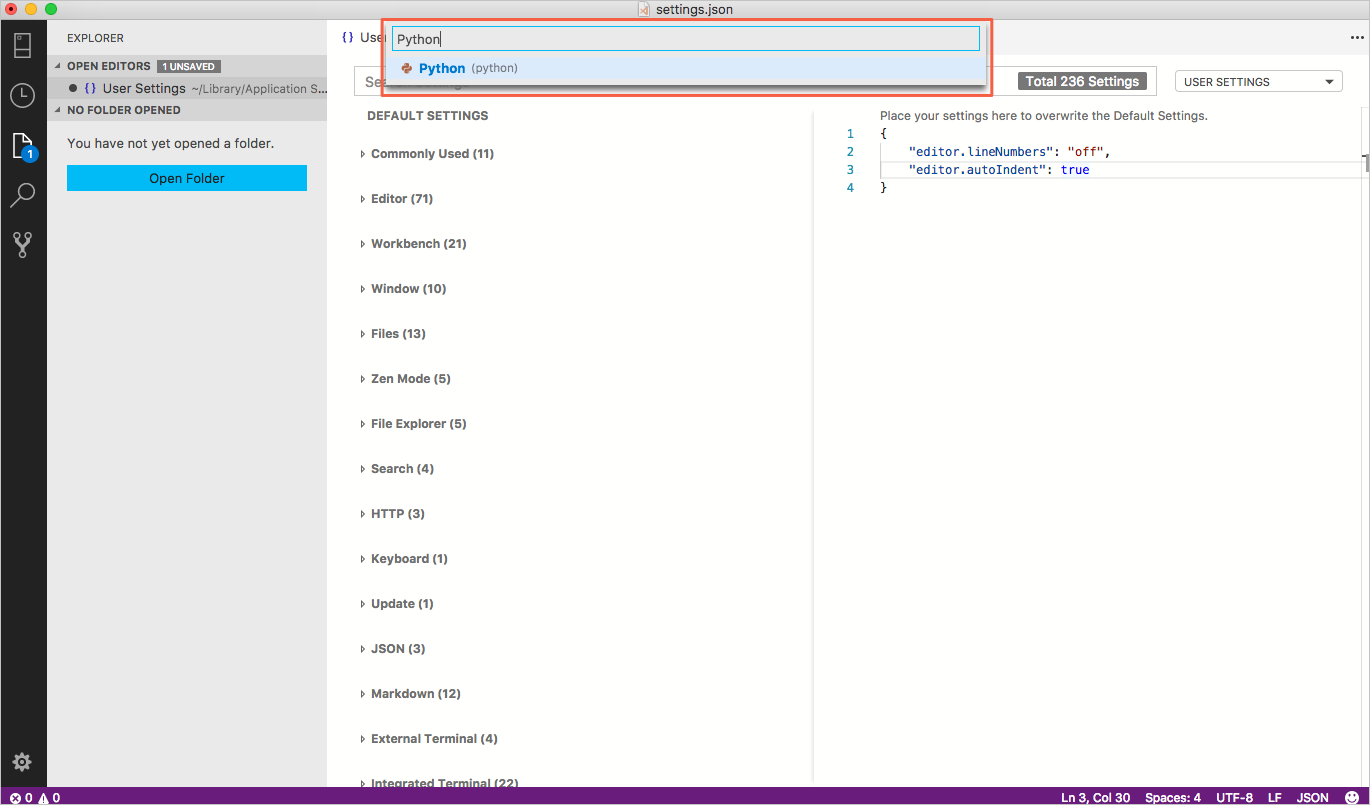 settings.json
EXPLORER
OPEN EDITORS 1 UNSAVED
{ } User Settings ~/Library/Application S...
NO FOLDER OPENED
You have not yet opened a folder.
Open Folder
1
{ } User
Python
Python (python)
Total 236 Settings
USER SETTINGS
DEFAULT SETTINGS
Commonly Used (11)
Editor (71)
Workbench (21)
Window (10)
Files (13)
Zen Mode (5)
File Explorer (5)
Search (4)
HTTP (3)
Keyboard (1)
Update (1)
JSON (3)
Markdown (12)
External Terminal (4)
Integrated Terminal (22)
Place your settings here to overwrite the Default Settings.
1 {
2 "editor.lineNumbers": "off",
3 "editor.autoIndent": true
4 }
0 0
Ln 3, Col 30 Spaces: 4 UTF-8 LF JSON